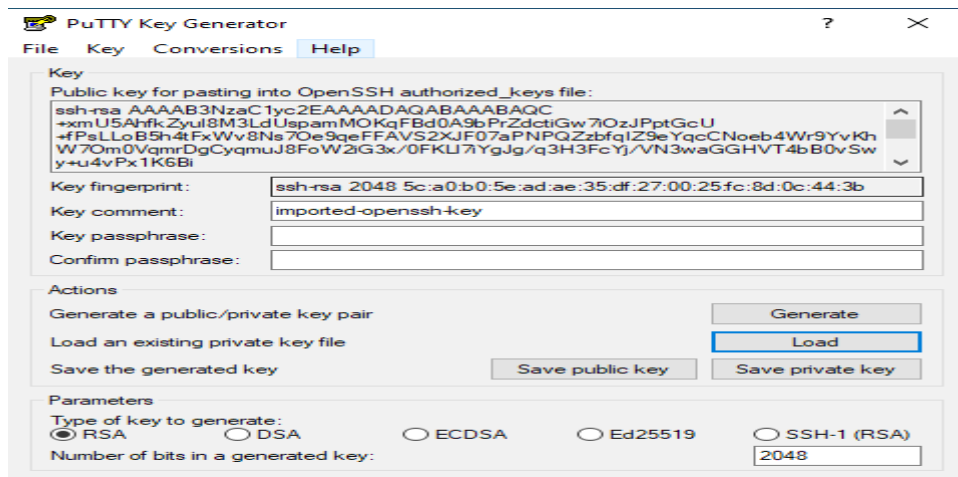 PuTTY Key Generator ? ×
File Key Conversions Help
Key
Public key for pasting into OpenSSH authorized_keys file:
ssh-rsa AAAAB3NzaC1yc2EAAAADAQABAAABAQC
+xmU5AhfkZyuI8M3LdUspamMOKqFBd0A9bPrZdctiGw7iOzJPptGcU
+fPsLLoB5h4tFxWv8Ns7Oe9qeFFAVS2XJF07aPNPQZzbfqIZ9eYqcCNoeb4Wr9YvKh
W7Om0VqmrDgCyqmuJ8FoW2iG3x/0FKLI7iYgJg/q3H3FcYj/VN3waGGHVT4bB0vSw
y+u4vPx1K6Bi
Key fingerprint: ssh-rsa 2048 5c:a0:b0:5e:ad:ae:35:df:27:00:25:fc:8d:0c:44:3b
Key comment: imported-openssh-key
Key passphrase:
Confirm passphrase:
Actions
Generate a public/private key pair Generate
Load an existing private key file Load
Save the generated key Save public key Save private key
Parameters
Type of key to generate:
RSA DSA ECDSA Ed25519 SSH-1 (RSA)
Number of bits in a generated key: 2048